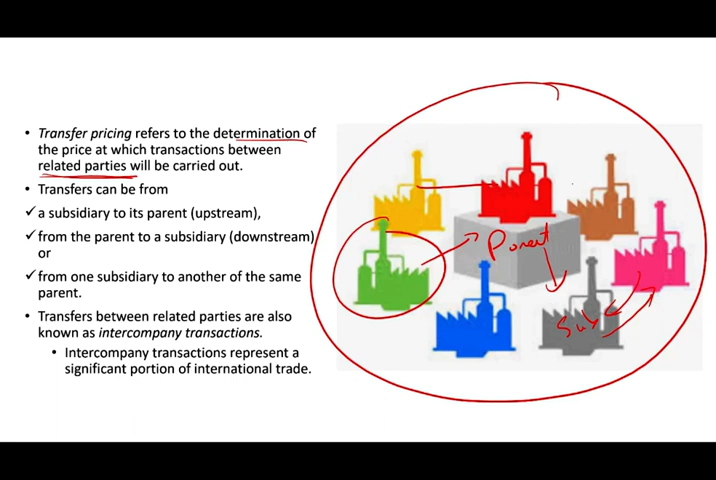 • Transfer pricing refers to the determination of
the price at which transactions between
related parties will be carried out.
• Transfers can be from
✓ a subsidiary to its parent (upstream),
✓ from the parent to a subsidiary (downstream)
or
✓ from one subsidiary to another of the same
parent.
• Transfers between related parties are also
known as intercompany transactions.
• Intercompany transactions represent a
significant portion of international trade.
Parent